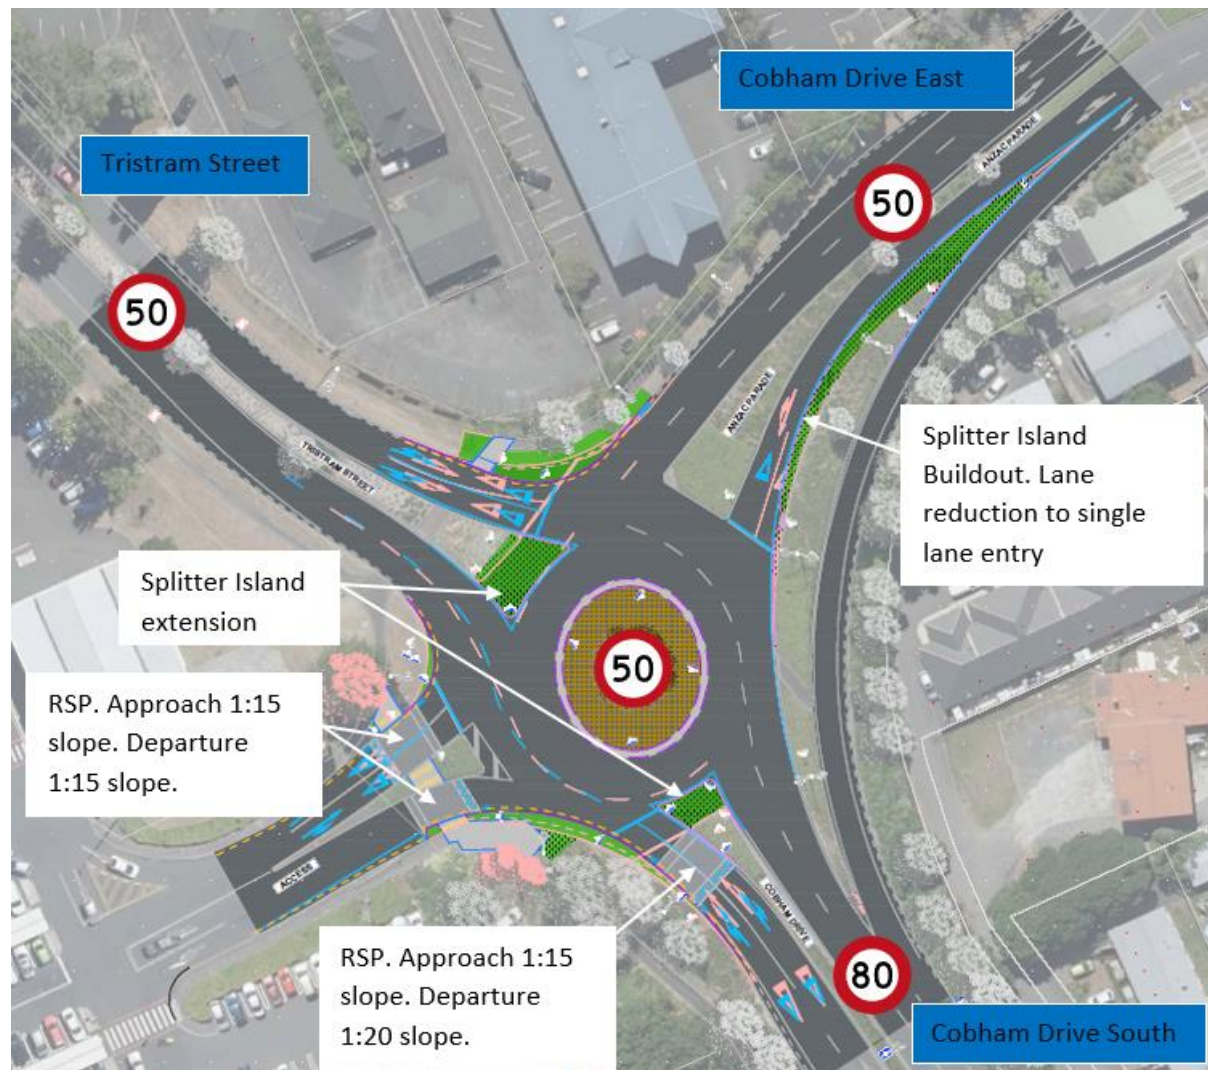 Cobham Drive East
ANZAC PARADE
Tristram Street
50
50
ANZAC PARADE
Splitter Island
Buildout. Lane
reduction to single
lane entry
TRISTRAM STREET
Splitter Island
extension
50
RSP. Approach 1:15
slope. Departure
1:15 slope.
ACCESS
COBHAM DRIVE
RSP. Approach 1:15
slope. Departure
1:20 slope.
80
Cobham Drive South